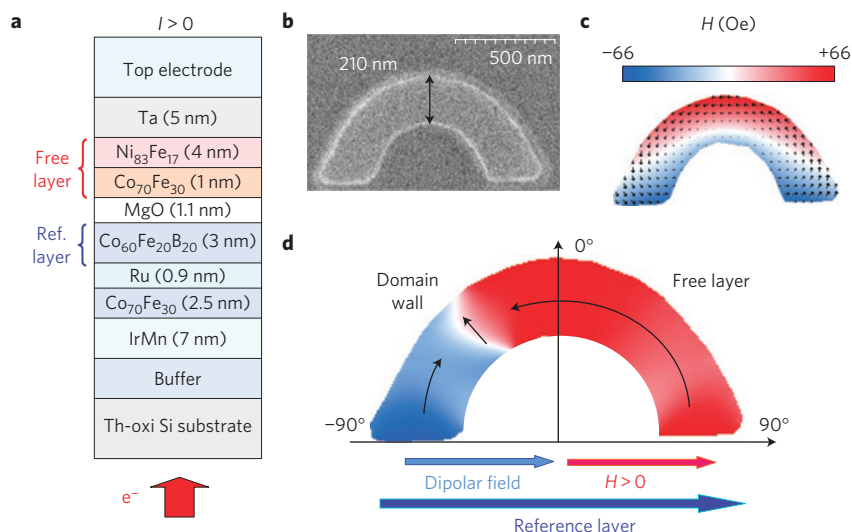 a
I > 0
Top electrode
Ta (5 nm)
Free
layer
Ni₈₃Fe₁₇ (4 nm)
Co₇₀Fe₃₀ (1 nm)
MgO (1.1 nm)
Ref.
layer
Co₆₀Fe₂₀B₂₀ (3 nm)
Ru (0.9 nm)
Co₇₀Fe₃₀ (2.5 nm)
IrMn (7 nm)
Buffer
Th-oxi Si substrate
e⁻
b
210 nm
500 nm
c
H (Oe)
−66
+66
d
0°
Domain
wall
Free layer
−90°
90°
Dipolar field
H > 0
Reference layer